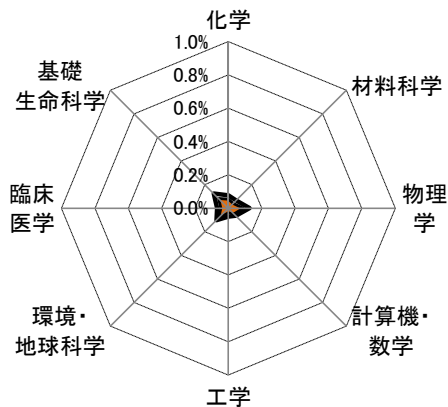 化学
1.0%
0.8%
0.6%
0.4%
0.2%
0.0%
材料科学
物理
学
計算機・
数学
工学
環境・
地球科学
臨床
医学
基礎
生命科学